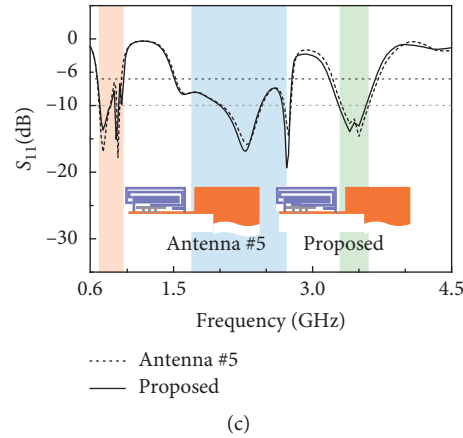 0
−6
−10
−20
−30
S11(dB)
Antenna #5 Proposed
0.6 1.5 3.0 4.5
Frequency (GHz)
Antenna #5
Proposed
(c)